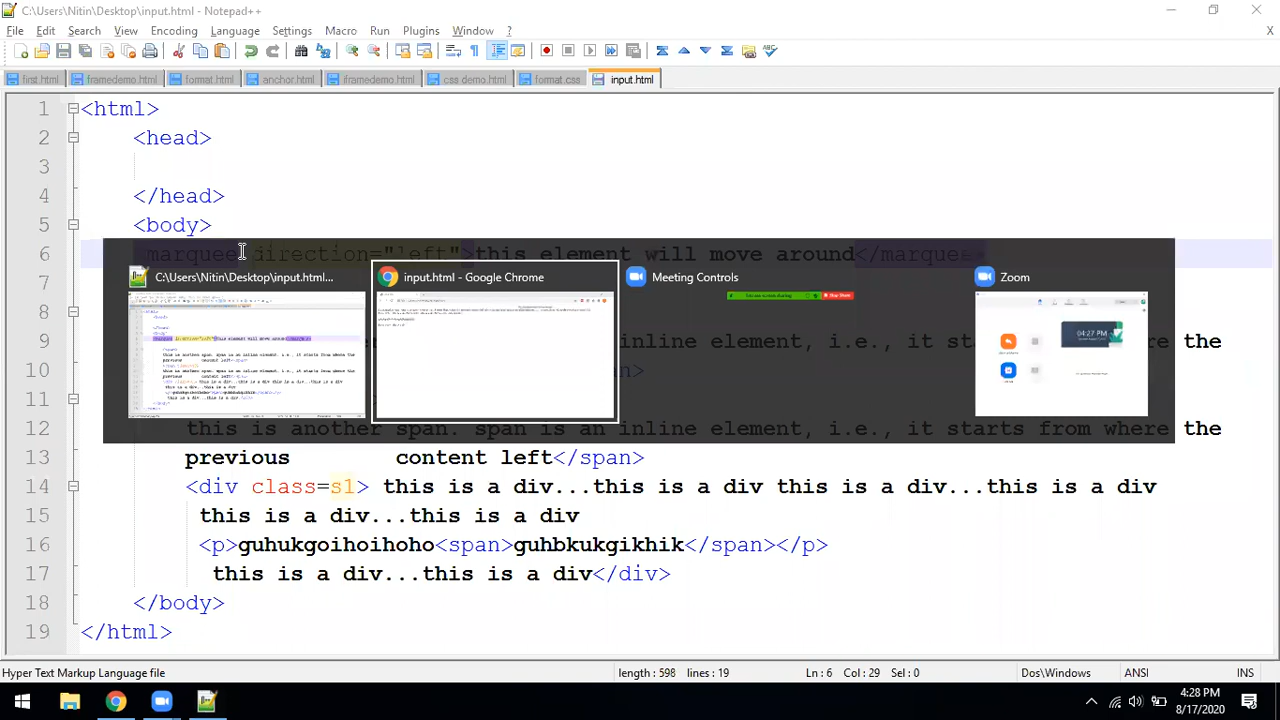 C:\Users\Nitin\Desktop\input.html - Notepad++
File Edit Search View Encoding Language Settings Macro Run Plugins Window ? X
first.html framedemo.html format.html anchor.html iframedemo.html css demo.html format.css input.html
1 <html>
2 <head>
3
4 </head>
5 <body>
6 marquee direction="left">this element will move around</marquee>
C:\Users\Nitin\Desktop\input.html... input.html - Google Chrome Meeting Controls Zoom
04:27 PM
8
inline element, i.e., it starts from where the
10
11
12 this is another span. span is an inline element, i.e., it starts from where the
13 previous content left</span>
14 <div class=s1> this is a div...this is a div this is a div...this is a div
15 this is a div...this is a div
16 <p>guhukgoihoihoho<span>guhbkukgikhik</span></p>
17 this is a div...this is a div</div>
18 </body>
19 </html>
Hyper Text Markup Language file length : 598 lines : 19 Ln : 6 Col : 29 Sel : 0 Dos\Windows ANSI INS
4:28 PM
8/17/2020